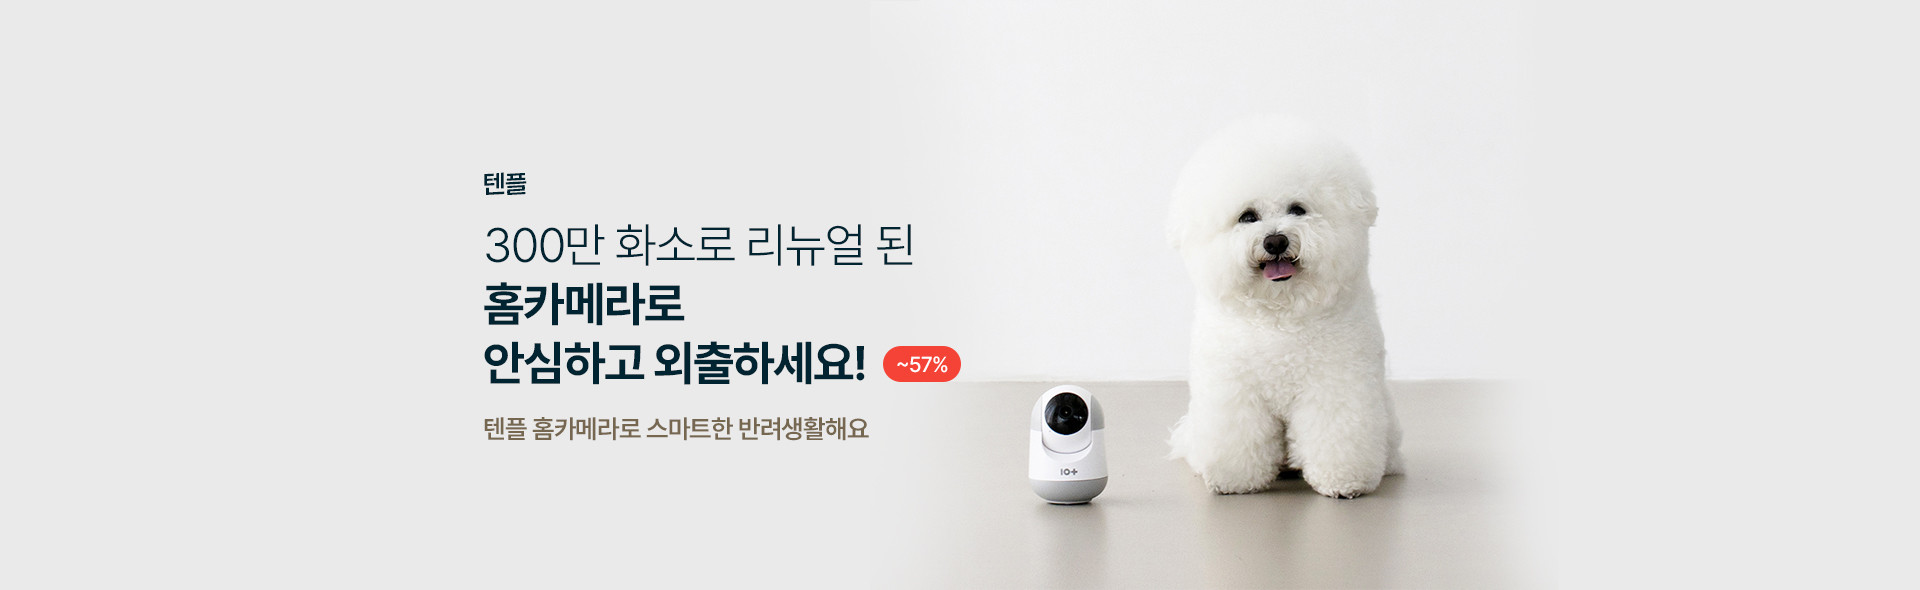 텐플
300만 화소로 리뉴얼 된
홈카메라로
안심하고 외출하세요!
~57%
텐플 홈카메라로 스마트한 반려생활해요
10+